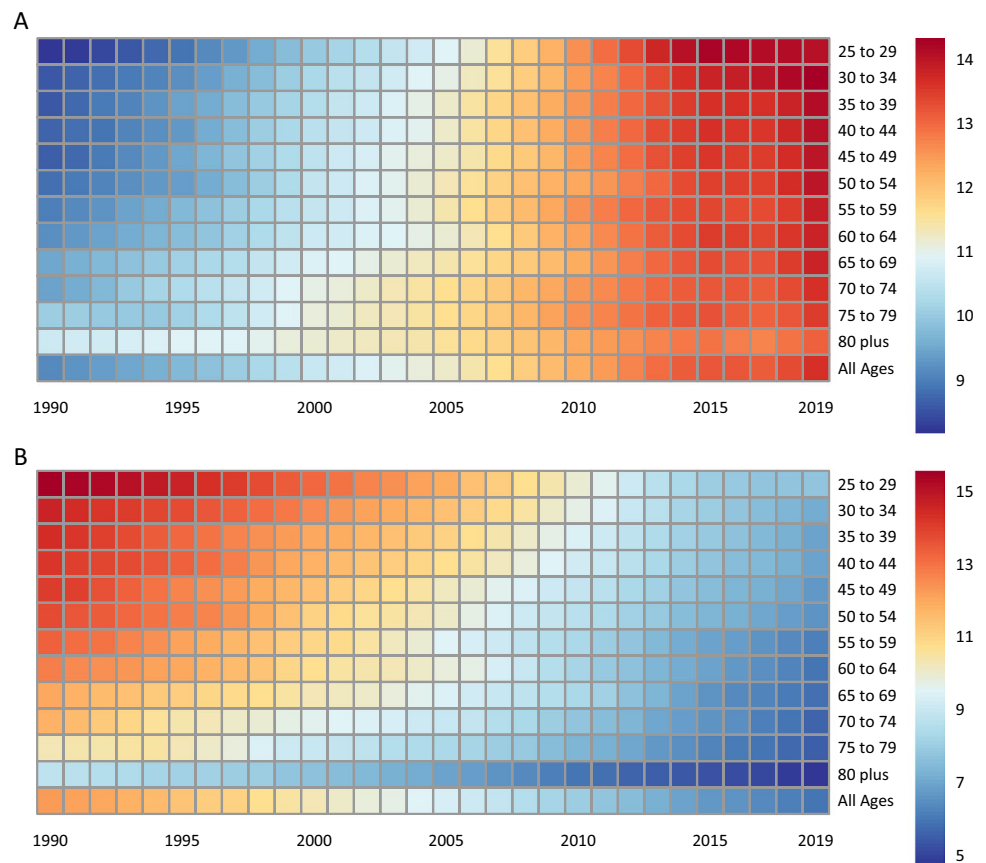 A
25 to 29
30 to 34
35 to 39
40 to 44
45 to 49
50 to 54
55 to 59
60 to 64
65 to 69
70 to 74
75 to 79
80 plus
All Ages
1990 1995 2000 2005 2010 2015 2019
14
13
12
11
10
9
B
25 to 29
30 to 34
35 to 39
40 to 44
45 to 49
50 to 54
55 to 59
60 to 64
65 to 69
70 to 74
75 to 79
80 plus
All Ages
1990 1995 2000 2005 2010 2015 2019
15
13
11
9
7
5